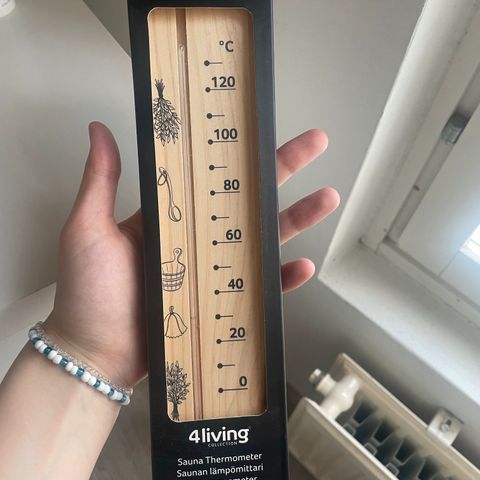 °C
120
100
80
60
40
20
0
4living
COLLECTION
Sauna Thermometer
Saunan lämpömittari